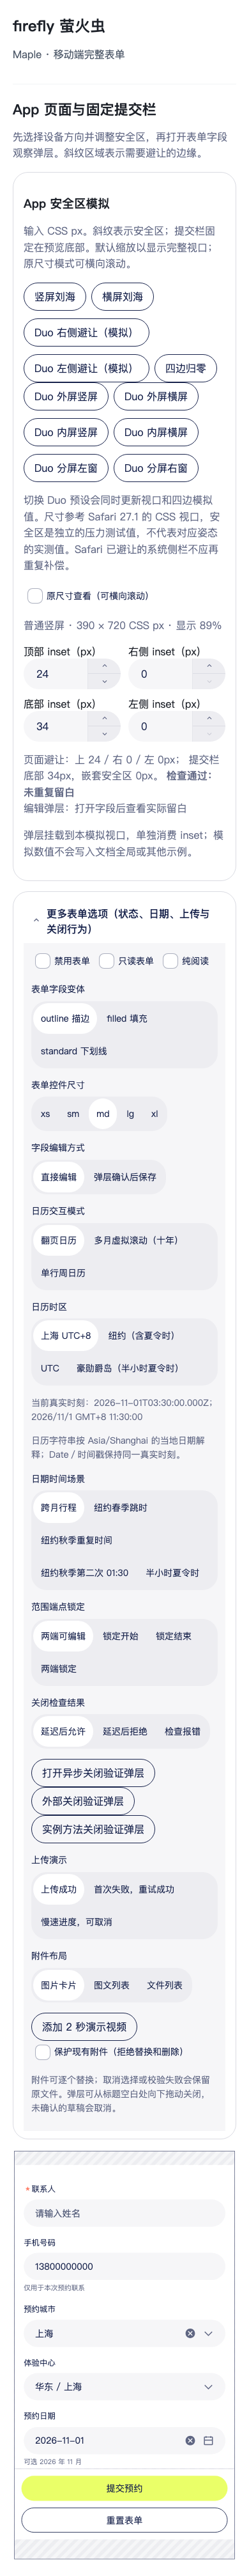 firefly 萤火虫
Maple · 移动端完整表单
App 页面与固定提交栏
先选择设备方向并调整安全区，再打开表单字段
观察弹层。斜纹区域表示需要避让的边缘。
App 安全区模拟
输入 CSS px。斜纹表示安全区；提交栏固
定在预览底部。默认缩放以显示完整视口；
原尺寸模式可横向滚动。
竖屏刘海 横屏刘海
Duo 右侧避让（模拟）
Duo 左侧避让（模拟） 四边归零
Duo 外屏竖屏 Duo 外屏横屏
Duo 内屏竖屏 Duo 内屏横屏
Duo 分屏左窗 Duo 分屏右窗
切换 Duo 预设会同时更新视口和四边模拟
值。尺寸参考 Safari 27.1 的 CSS 视口，安
全区是独立的压力测试值，不代表对应姿态
的实测值。Safari 已避让的系统侧栏不应再
重复补偿。
原尺寸查看（可横向滚动）
普通竖屏 · 390 × 720 CSS px · 显示 89%
顶部 inset（px） 右侧 inset（px）
24 0
底部 inset（px） 左侧 inset（px）
34 0
页面避让：上 24 / 右 0 / 左 0px； 提交栏
底部 34px，嵌套安全区 0px。 检查通过：
未重复留白
编辑弹层：打开字段后查看实际留白
弹层挂载到本模拟视口，单独消费 inset；模
拟数值不会写入文档全局或其他示例。
更多表单选项（状态、日期、上传与
关闭行为）
禁用表单 只读表单 纯阅读
表单字段变体
outline 描边 filled 填充
standard 下划线
表单控件尺寸
xs sm md lg xl
字段编辑方式
直接编辑 弹层确认后保存
日历交互模式
翻页日历 多月虚拟滚动（十年）
单行周日历
日历时区
上海 UTC+8 纽约（含夏令时）
UTC 豪勋爵岛（半小时夏令时）
当前真实时刻：2026-11-01T03:30:00.000Z；
2026/11/1 GMT+8 11:30:00
日历字符串按 Asia/Shanghai 的当地日期解
释；Date / 时间戳保持同一真实时刻。
日期时间场景
跨月行程 纽约春季跳时
纽约秋季重复时间
纽约秋季第二次 01:30 半小时夏令时
范围端点锁定
两端可编辑 锁定开始 锁定结束
两端锁定
关闭检查结果
延迟后允许 延迟后拒绝 检查报错
打开异步关闭验证弹层
外部关闭验证弹层
实例方法关闭验证弹层
上传演示
上传成功 首次失败，重试成功
慢速进度，可取消
附件布局
图片卡片 图文列表 文件列表
添加 2 秒演示视频
保护现有附件（拒绝替换和删除）
附件可逐个替换；取消选择或校验失败会保留
原文件。弹层可从标题空白处向下拖动关闭，
未确认的草稿会取消。
* 联系人
请输入姓名
手机号码
13800000000
仅用于本次预约联系
预约城市
上海
体验中心
华东 / 上海
预约日期
2026-11-01
可选 2026 年 11 月
提交预约
重置表单